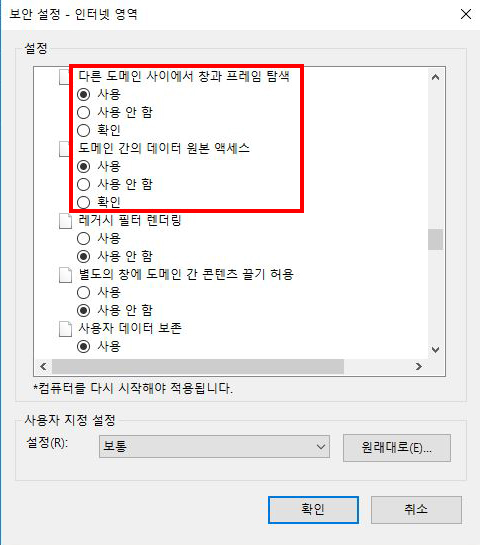 보안 설정 - 인터넷 영역
설정
다른 도메인 사이에서 창과 프레임 탐색
사용
사용 안 함
확인
도메인 간의 데이터 원본 액세스
사용
사용 안 함
확인
레거시 필터 렌더링
사용
사용 안 함
별도의 창에 도메인 간 콘텐츠 끌기 허용
사용
사용 안 함
사용자 데이터 보존
사용
*컴퓨터를 다시 시작해야 적용됩니다.
사용자 지정 설정
설정(R):
보통
원래대로(E)...
확인
취소